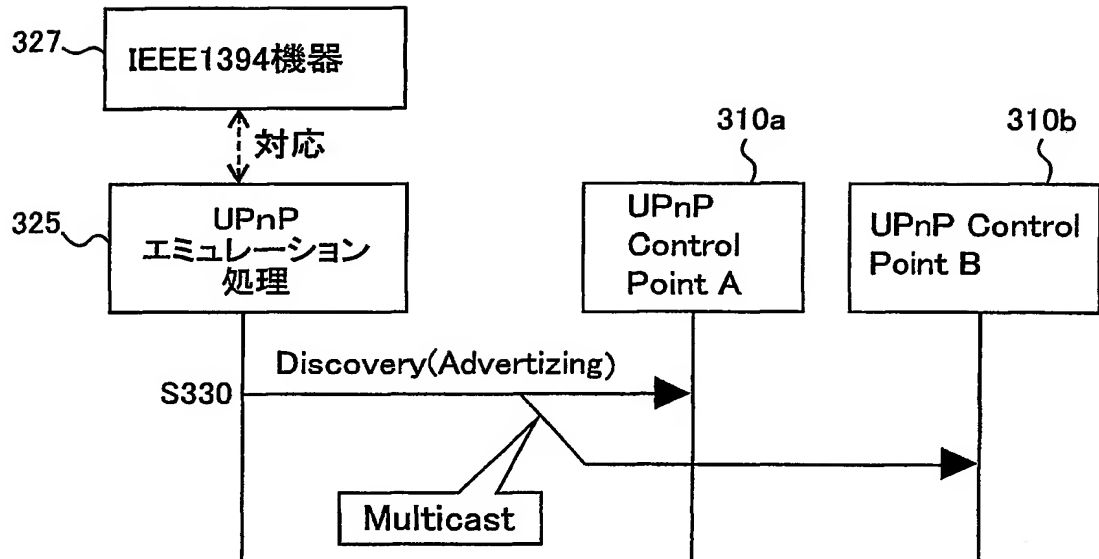 327
IEEE1394機器
対応
310a
310b
325
UPnP
エミュレーション
処理
UPnP
Control
Point A
UPnP Control
Point B
Discovery(Advertizing)
S330
Multicast